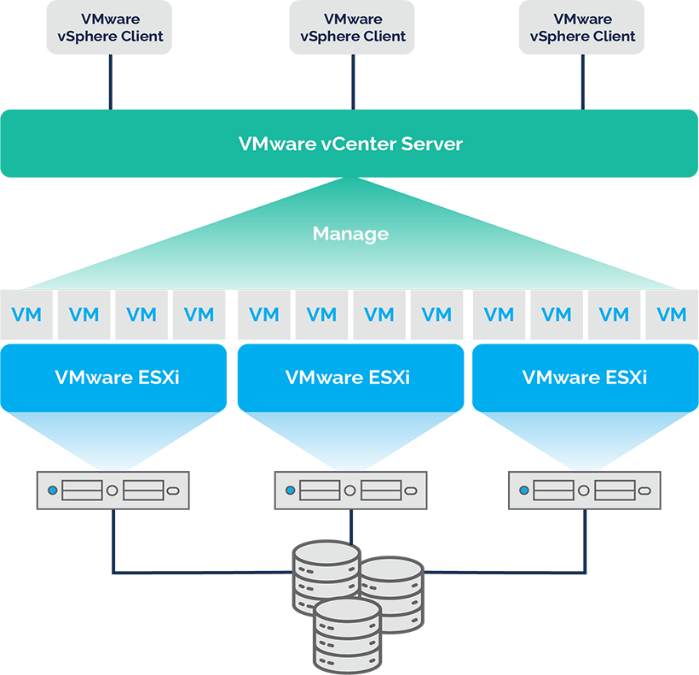 VMware
vSphere Client
VMware
vSphere Client
VMware
vSphere Client
VMware vCenter Server
Manage
VM VM VM VM VM VM VM VM VM VM VM VM
VMware ESXi VMware ESXi VMware ESXi